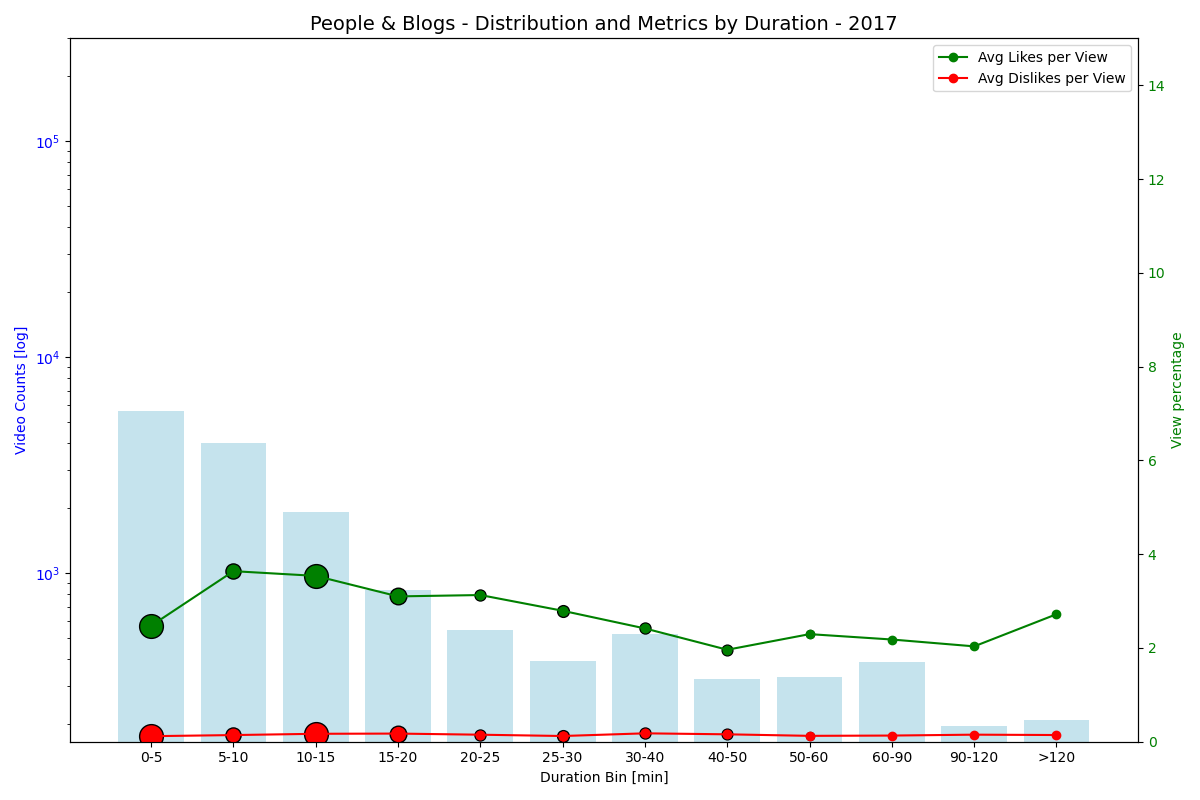 People & Blogs - Distribution and Metrics by Duration - 2017
Avg Likes per View
Avg Dislikes per View
Video Counts [log]
10^5
10^4
10^3
14
12
10
8
6
4
2
0
View percentage
0-5 5-10 10-15 15-20 20-25 25-30 30-40 40-50 50-60 60-90 90-120 >120
Duration Bin [min]